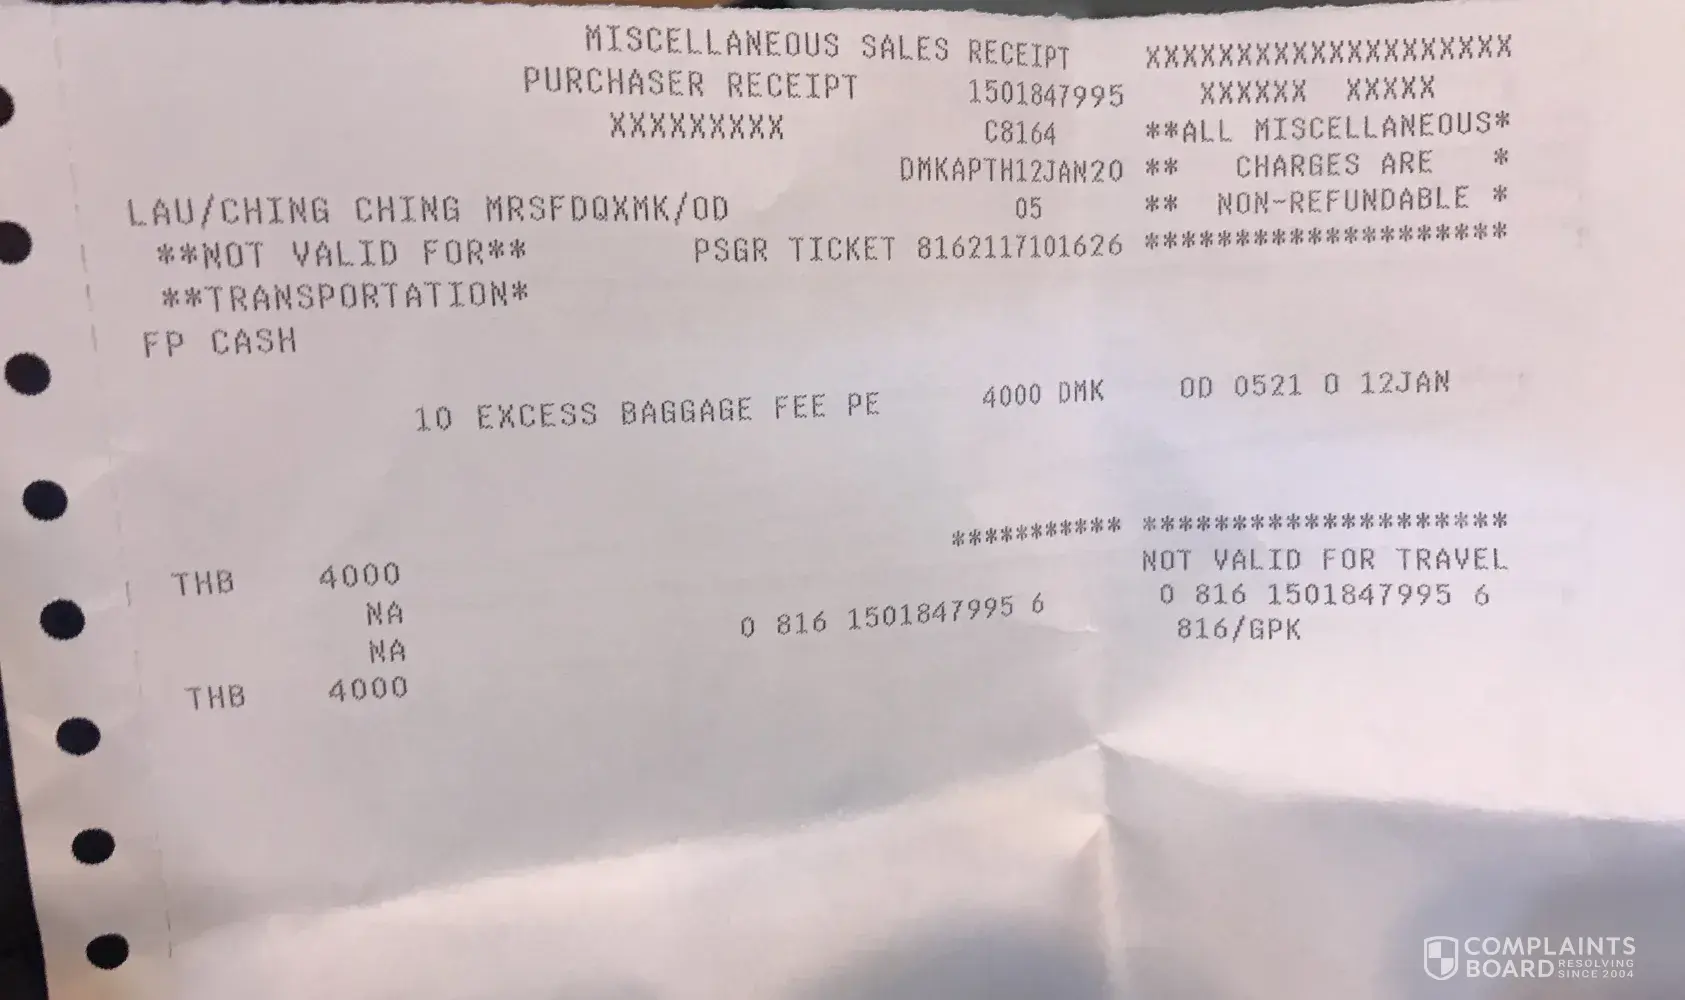 MISCELLANEOUS SALES RECEIPT XXXXXXXXXXXXXXXXXXXX
PURCHASER RECEIPT 1501847995 XXXXXX XXXXX
XXXXXXXXX C8164 **ALL MISCELLANEOUS*
DMKAPTH12JAN20 ** CHARGES ARE *
LAU/CHING CHING MRSFDQXMK/OD 05 ** NON-REFUNDABLE *
**NOT VALID FOR** PSGR TICKET 8162117101626 ********************
**TRANSPORTATION*
FP CASH
10 EXCESS BAGGAGE FEE PE 4000 DMK OD 0521 O 12JAN
*********** ********************
NOT VALID FOR TRAVEL
THB 4000
NA 0 816 1501847995 6 0 816 1501847995 6
NA 816/GPK
THB 4000
COMPLAINTS
BOARD RESOLVING SINCE 2004